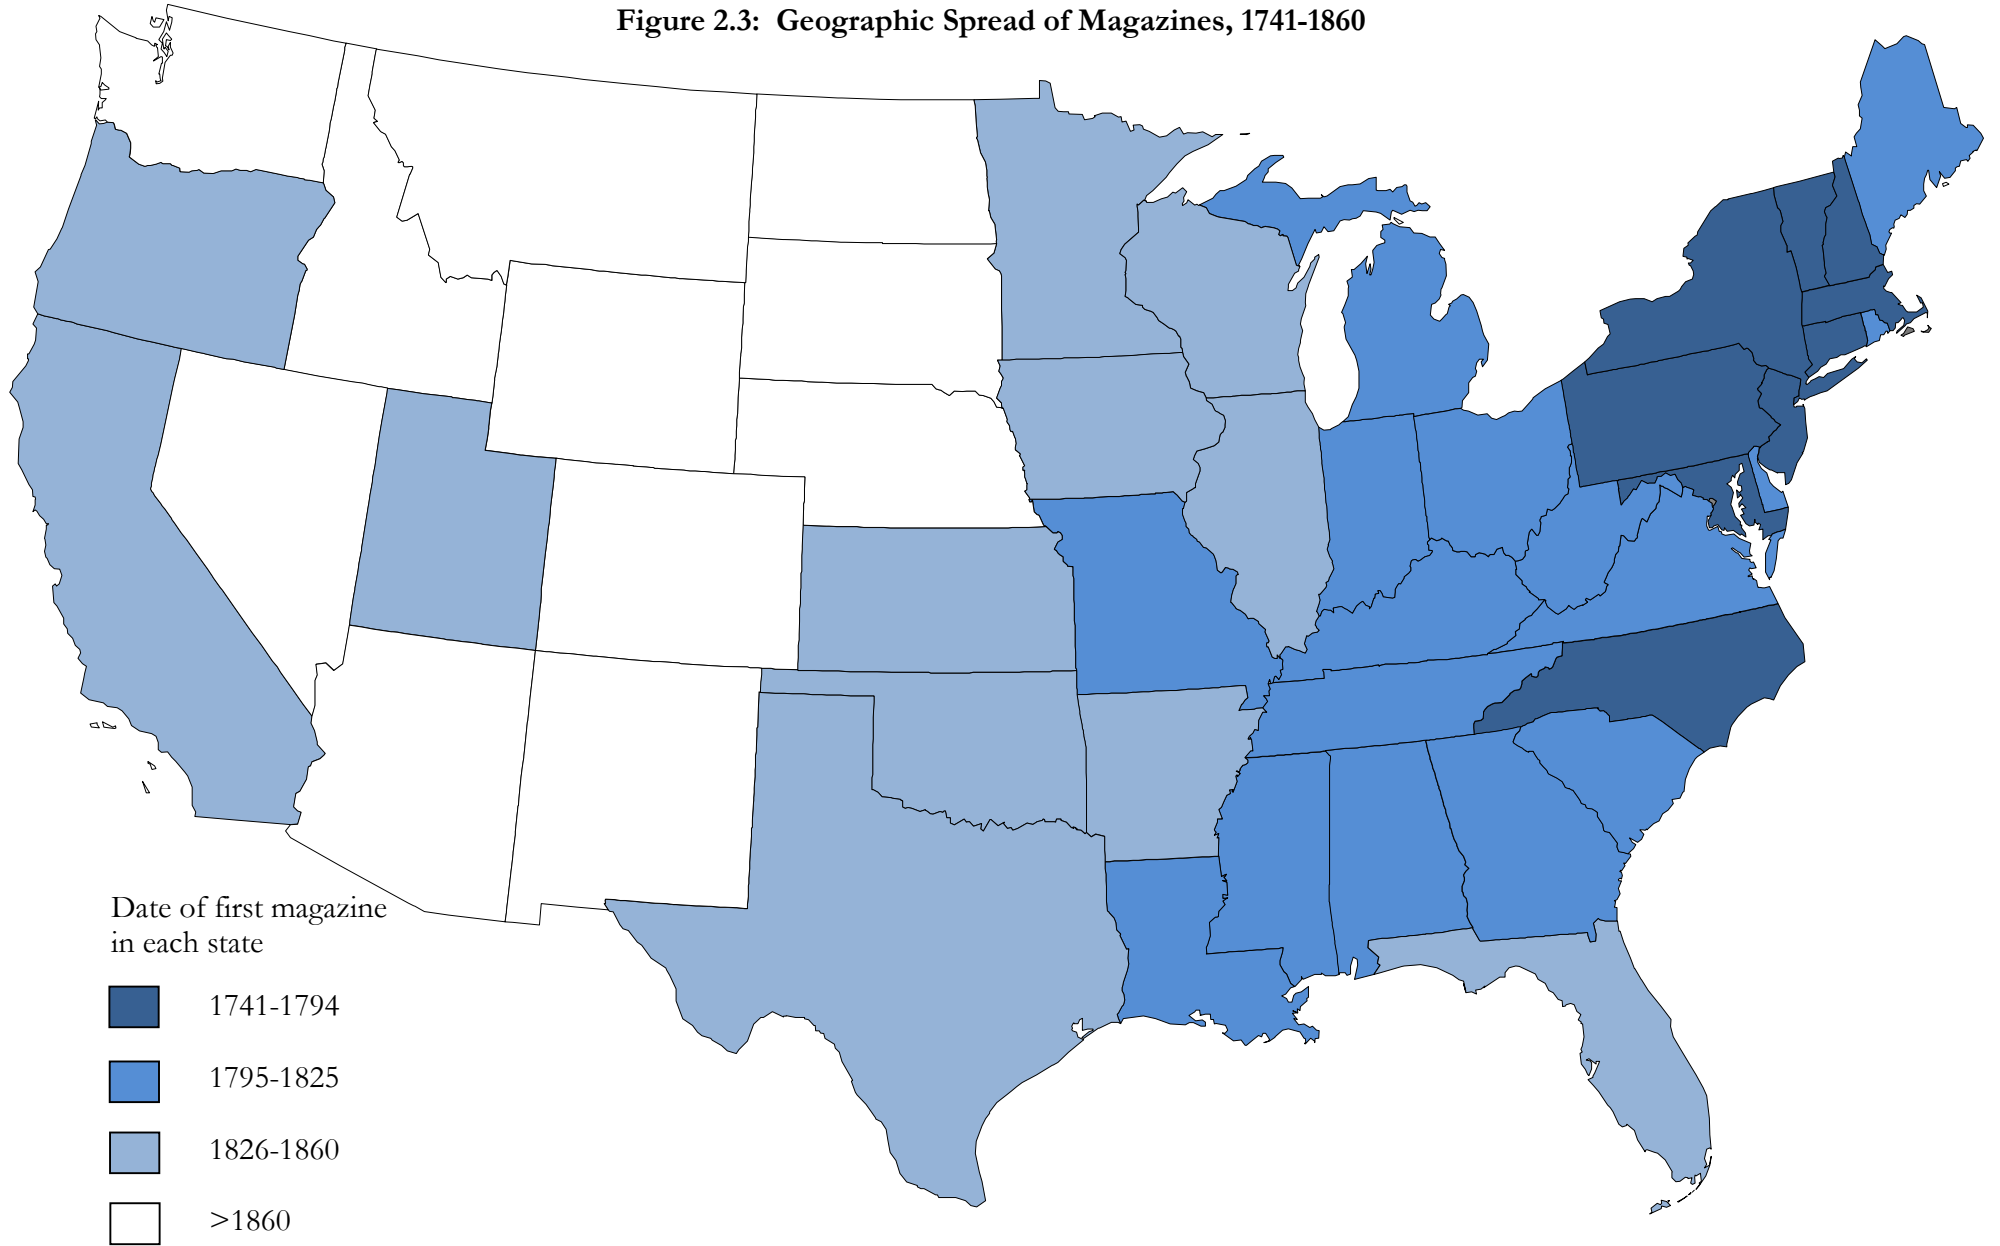 Figure 2.3:  Geographic Spread of Magazines, 1741-1860
Date of first magazine
in each state
1741-1794
1795-1825
1826-1860
>1860